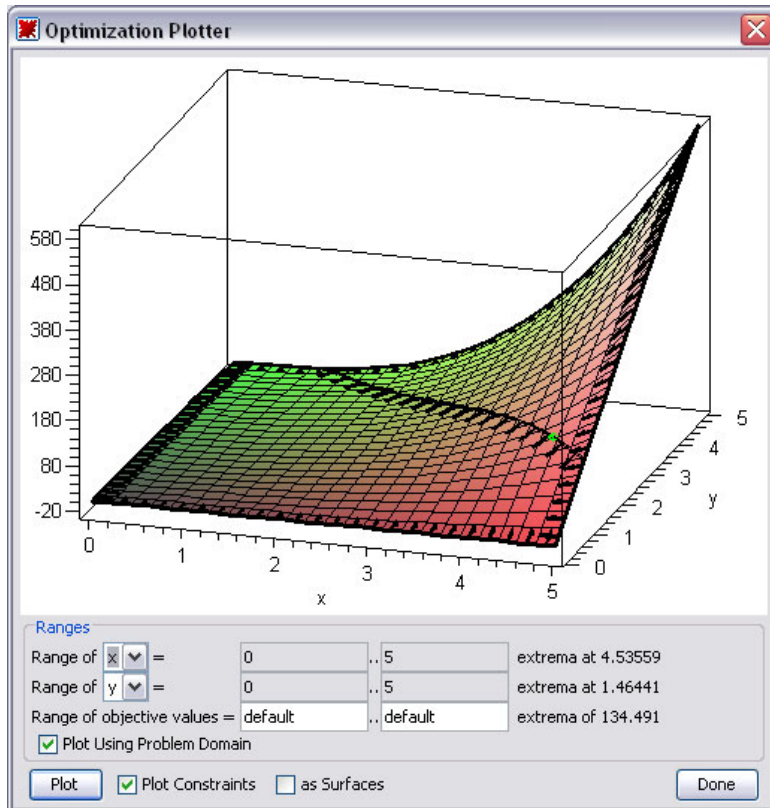 Optimization Plotter
580
480
380
280
180
80
-20
0
1
2
3
4
5
x
0
1
2
3
4
5
y
Ranges
Range of x = 0 .. 5 extrema at 4.53559
Range of y = 0 .. 5 extrema at 1.46441
Range of objective values = default .. default extrema of 134.491
Plot Using Problem Domain
Plot Plot Constraints as Surfaces Done